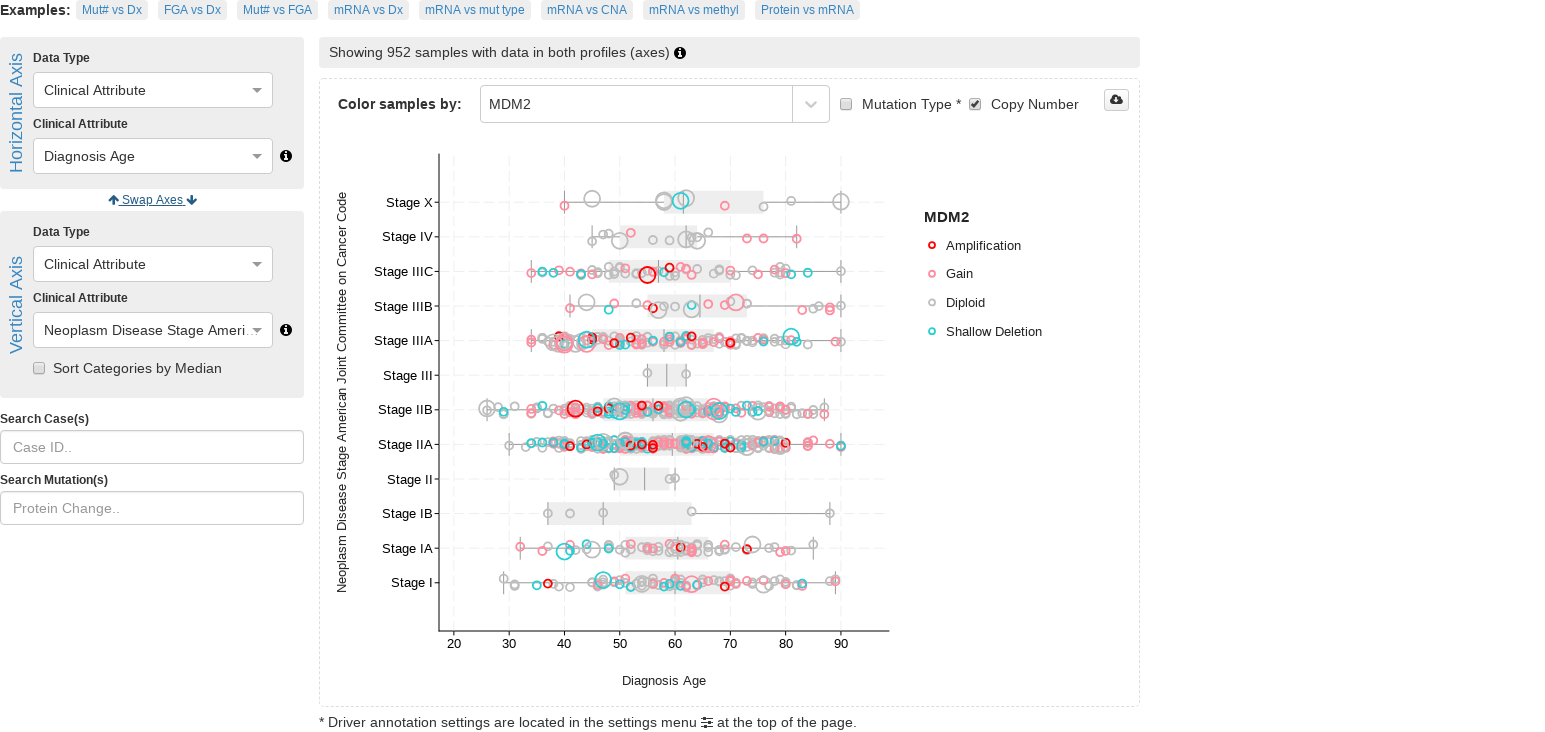 Examples: Mut# vs Dx FGA vs Dx Mut# vs FGA mRNA vs Dx mRNA vs mut type mRNA vs CNA mRNA vs methyl Protein vs mRNA
Horizontal Axis
Data Type
Clinical Attribute
Clinical Attribute
Diagnosis Age
Swap Axes
Vertical Axis
Data Type
Clinical Attribute
Clinical Attribute
Neoplasm Disease Stage Ameri...
Sort Categories by Median
Search Case(s)
Case ID..
Search Mutation(s)
Protein Change..
Showing 952 samples with data in both profiles (axes)
Color samples by: MDM2 Mutation Type * Copy Number
Neoplasm Disease Stage American Joint Committee on Cancer Code
Stage X
Stage IV
Stage IIIC
Stage IIIB
Stage IIIA
Stage III
Stage IIB
Stage IIA
Stage II
Stage IB
Stage IA
Stage I
20 30 40 50 60 70 80 90
Diagnosis Age
MDM2
Amplification
Gain
Diploid
Shallow Deletion
* Driver annotation settings are located in the settings menu at the top of the page.